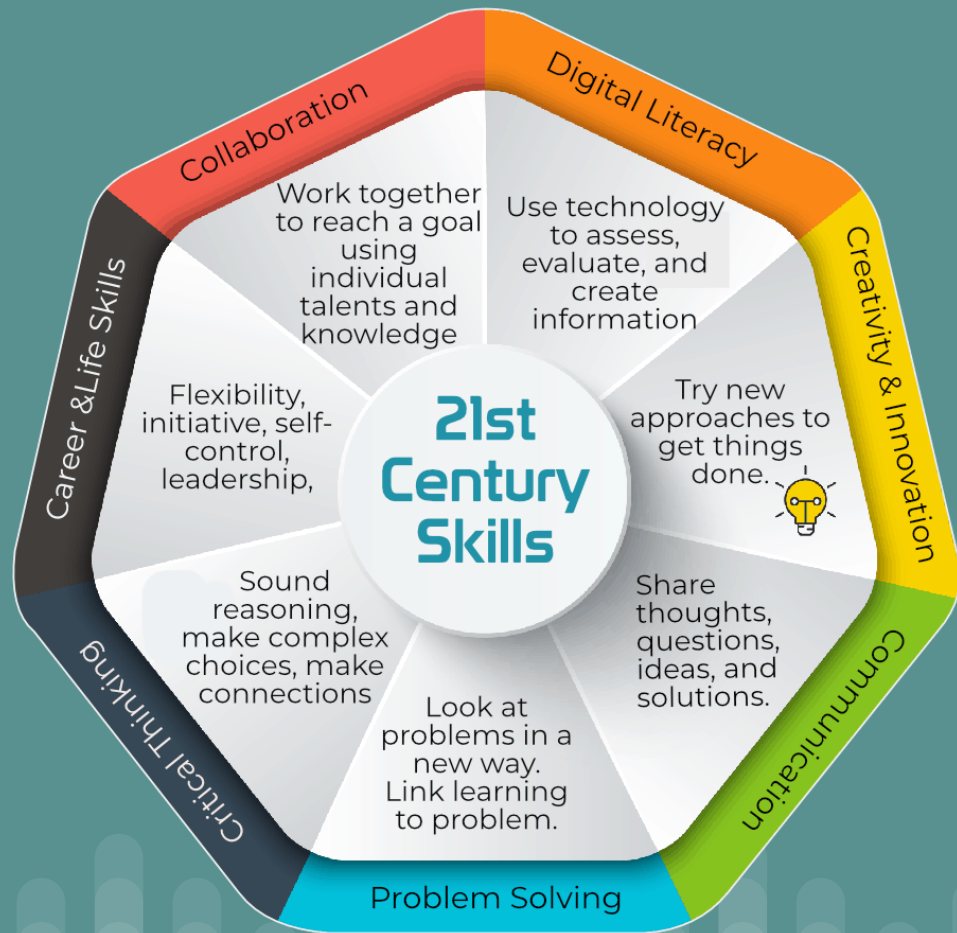 21st
Century
Skills
Collaboration
Work together
to reach a goal
using
individual
talents and
knowledge
Digital Literacy
Use technology
to assess,
evaluate, and
create
information
Creativity & Innovation
Try new
approaches to
get things
done.
Communication
Share
thoughts,
questions,
ideas, and
solutions.
Problem Solving
Look at
problems in a
new way.
Link learning
to problem.
Critical Thinking
Sound
reasoning,
make complex
choices, make
connections
Career &Life Skills
Flexibility,
initiative, self-
control,
leadership,